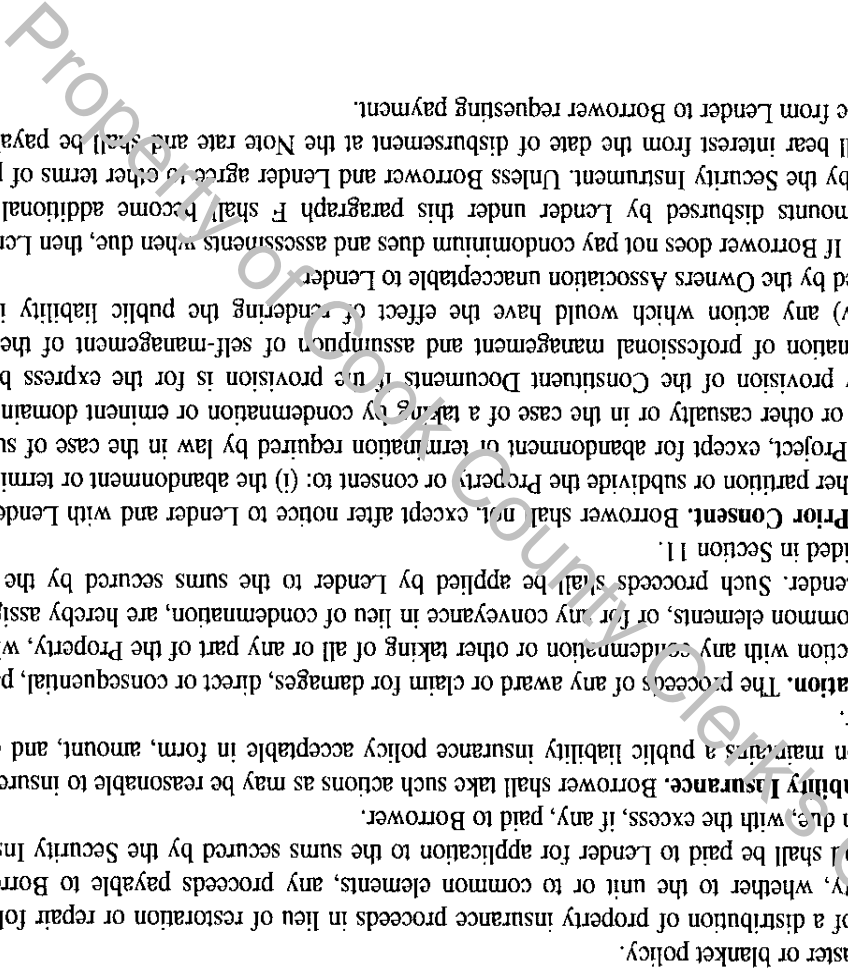 aster or blanket policy.
of a distribution of property insurance proceeds in lieu of restoration or repair fol
y, whether to the unit or to common elements, any proceeds payable to Borro
shall be paid to Lender for application to the sums secured by the Security Ins
n due, with the excess, if any, paid to Borrower.
bility Insurance. Borrower shall take such actions as may be reasonable to insure
on maintains a public liability insurance policy acceptable in form, amount, and
.
ation. The proceeds of any award or claim for damages, direct or consequential, p
ction with any condemnation or other taking of all or any part of the Property, w
ommon elements, or for any conveyance in lieu of condemnation, are hereby assig
Lender. Such proceeds shall be applied by Lender to the sums secured by the
ided in Section 11.
Prior Consent. Borrower shall not, except after notice to Lender and with Lende
her partition or subdivide the Property or consent to: (i) the abandonment or termi
Project, except for abandonment or termination required by law in the case of su
or other casualty or in the case of a taking by condemnation or eminent domain
provision of the Constituent Documents if the provision is for the express b
nation of professional management and assumption of self-management of the
v) any action which would have the effect of rendering the public liability i
ed by the Owners Association unacceptable to Lender.
If Borrower does not pay condominium dues and assessments when due, then Len
mounts disbursed by Lender under this paragraph F shall become additional
by the Security Instrument. Unless Borrower and Lender agree to other terms of p
ll bear interest from the date of disbursement at the Note rate and shall be paya
e from Lender to Borrower requesting payment.
Property of Cook County Clerk's